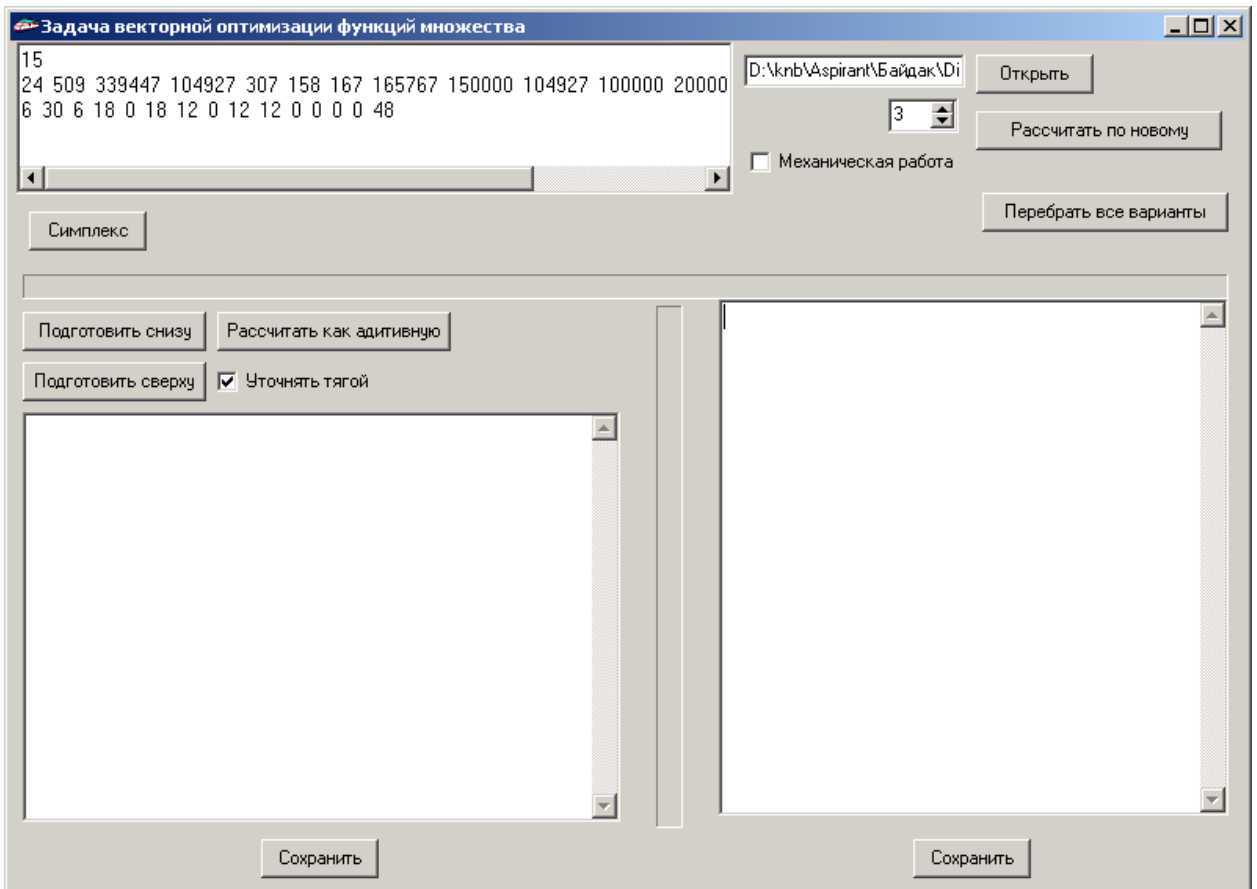 Задача векторной оптимизации функций множества
15
24 509 339447 104927 307 158 167 165767 150000 104927 100000 20000
6 30 6 18 0 18 12 0 12 12 0 0 0 0 48
D:\knb\Aspirant\Байдак\Di
Открыть
3
Рассчитать по новому
Механическая работа
Перебрать все варианты
Симплекс
Подготовить снизу
Рассчитать как адитивную
Подготовить сверху
Уточнять тягой
Сохранить
Сохранить